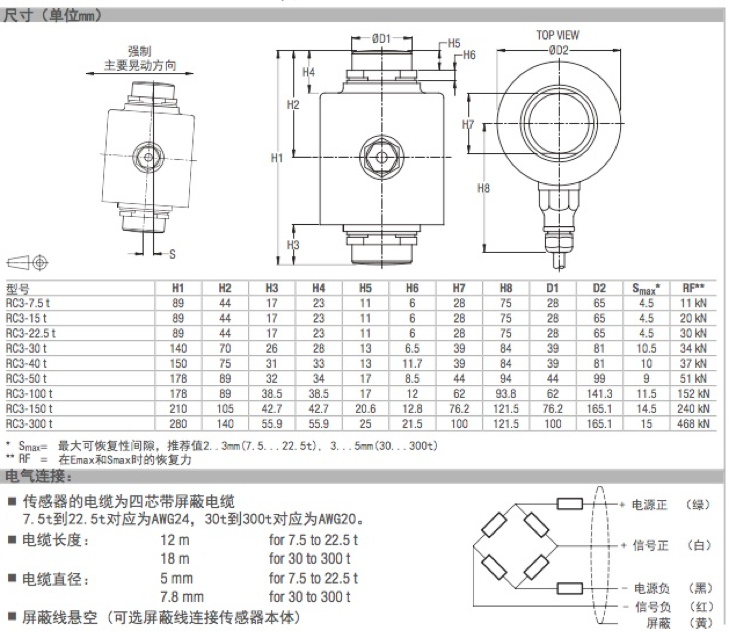 尺寸（单位mm）
强制
主要晃动方向
S
ØD1
H5
H6
H4
H2
H1
H3
TOP VIEW
ØD2
H7
H8
型号 H1 H2 H3 H4 H5 H6 H7 H8 D1 D2 Smax* RF**
RC3-7.5 t 89 44 17 23 11 6 28 75 28 65 4.5 11 kN
RC3-15 t 89 44 17 23 11 6 28 75 28 65 4.5 20 kN
RC3-22.5 t 89 44 17 23 11 6 28 75 28 65 4.5 30 kN
RC3-30 t 140 70 26 28 13 6.5 39 84 39 81 10.5 34 kN
RC3-40 t 150 75 31 33 13 11.7 39 84 39 81 10 37 kN
RC3-50 t 178 89 32 34 17 8.5 44 94 44 99 9 51 kN
RC3-100 t 178 89 38.5 38.5 17 12 62 93.8 62 141.3 11.5 152 kN
RC3-150 t 210 105 42.7 42.7 20.6 12.8 76.2 121.5 76.2 165.1 14.5 240 kN
RC3-300 t 280 140 55.9 55.9 25 21.5 100 121.5 100 165.1 15 468 kN
* Smax= 最大可恢复性间隙，推荐值2..3mm(7.5...22.5t), 3...5mm(30...300t)
** RF = 在Emax和Smax时的恢复力
电气连接：
■ 传感器的电缆为四芯带屏蔽电缆
7.5t到22.5t对应为AWG24，30t到300t对应为AWG20。
■ 电缆长度： 12 m for 7.5 to 22.5 t
18 m for 30 to 300 t
■ 电缆直径： 5 mm for 7.5 to 22.5 t
7.8 mm for 30 to 300 t
■ 屏蔽线悬空（可选屏蔽线连接传感器本体）
+ 电源正 （绿）
+ 信号正 （白）
- 电源负 （黑）
- 信号负 （红）
屏蔽 （黄）